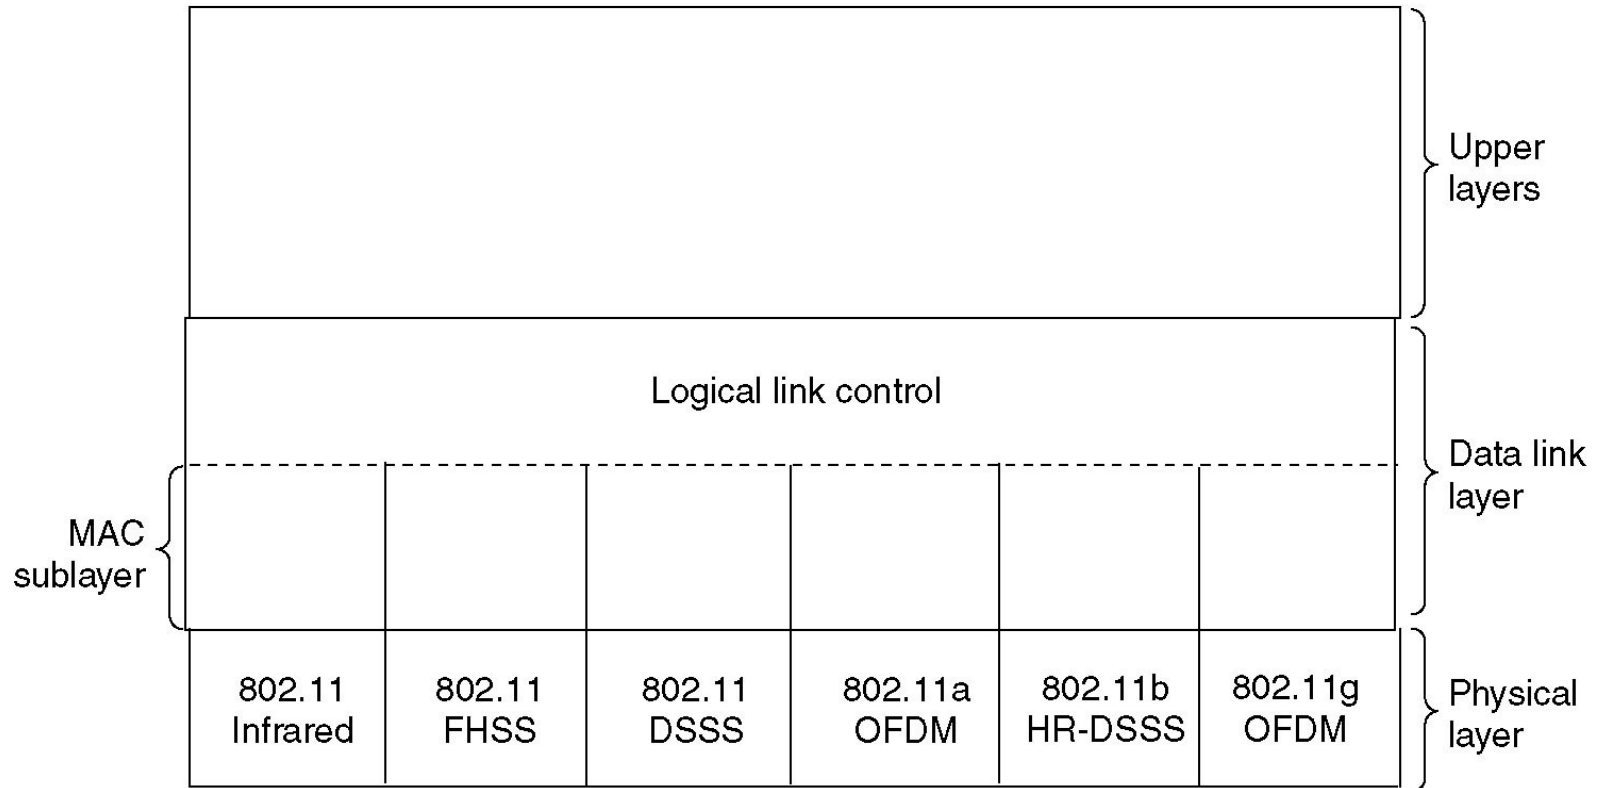 Upper
layers
Logical link control
Data link
layer
MAC
sublayer
802.11
Infrared
802.11
FHSS
802.11
DSSS
802.11a
OFDM
802.11b
HR-DSSS
802.11g
OFDM
Physical
layer